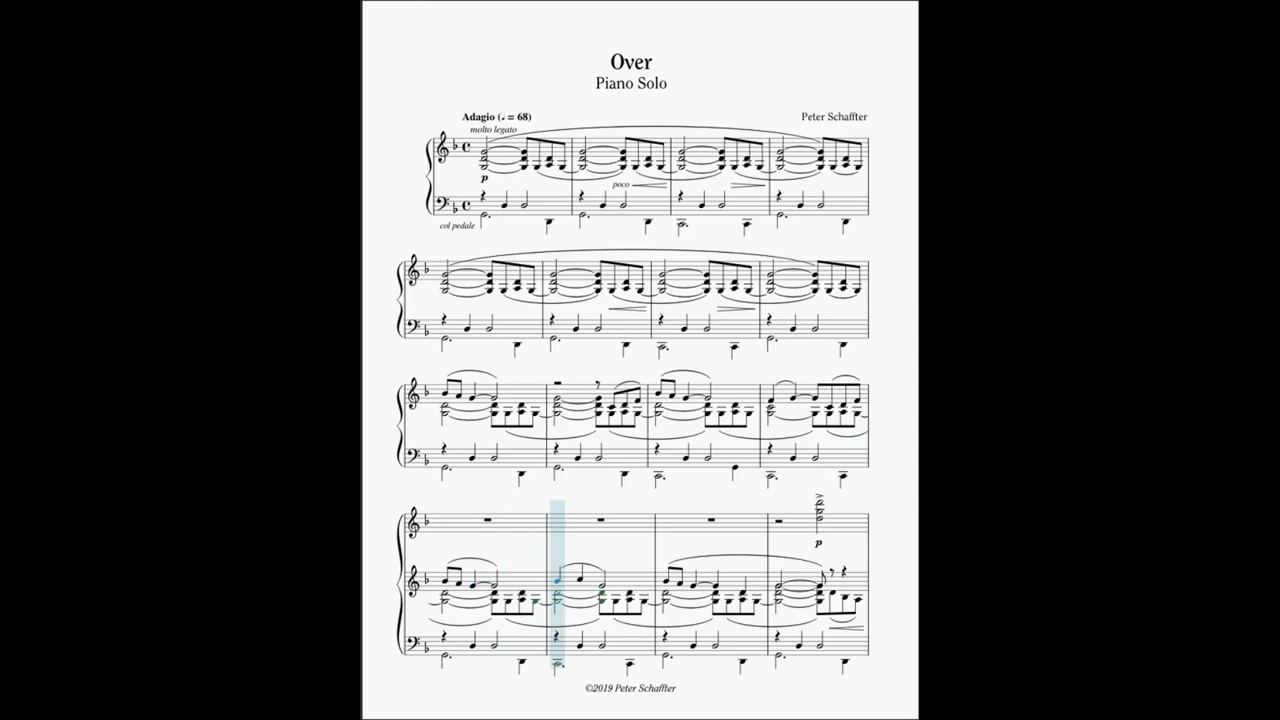 Over
Piano Solo
Adagio (♩ = 68)
Peter Schaffter
molto legato
p
poco
col pedale
p
©2019 Peter Schaffter